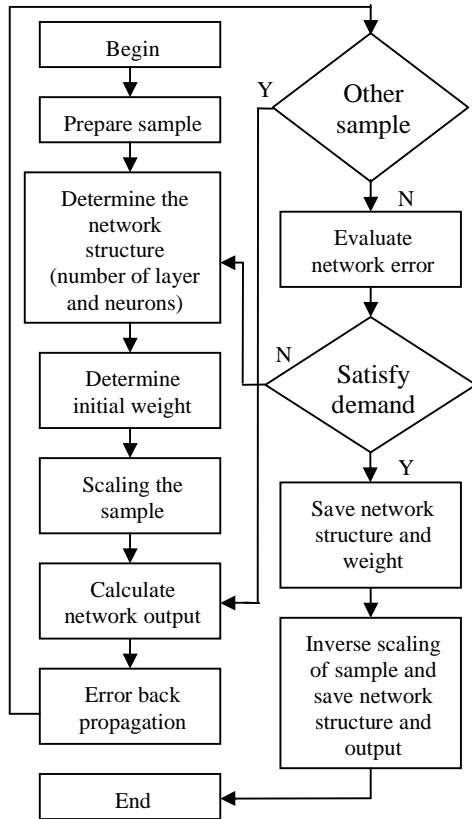 Begin
Prepare sample
Determine the
network
structure
(number of layer
and neurons)
Determine
initial weight
Scaling the
sample
Calculate
network output
Error back
propagation
End
Y
Other
sample
N
Evaluate
network error
N
Satisfy
demand
Y
Save network
structure and
weight
Inverse scaling
of sample and
save network
structure and
output